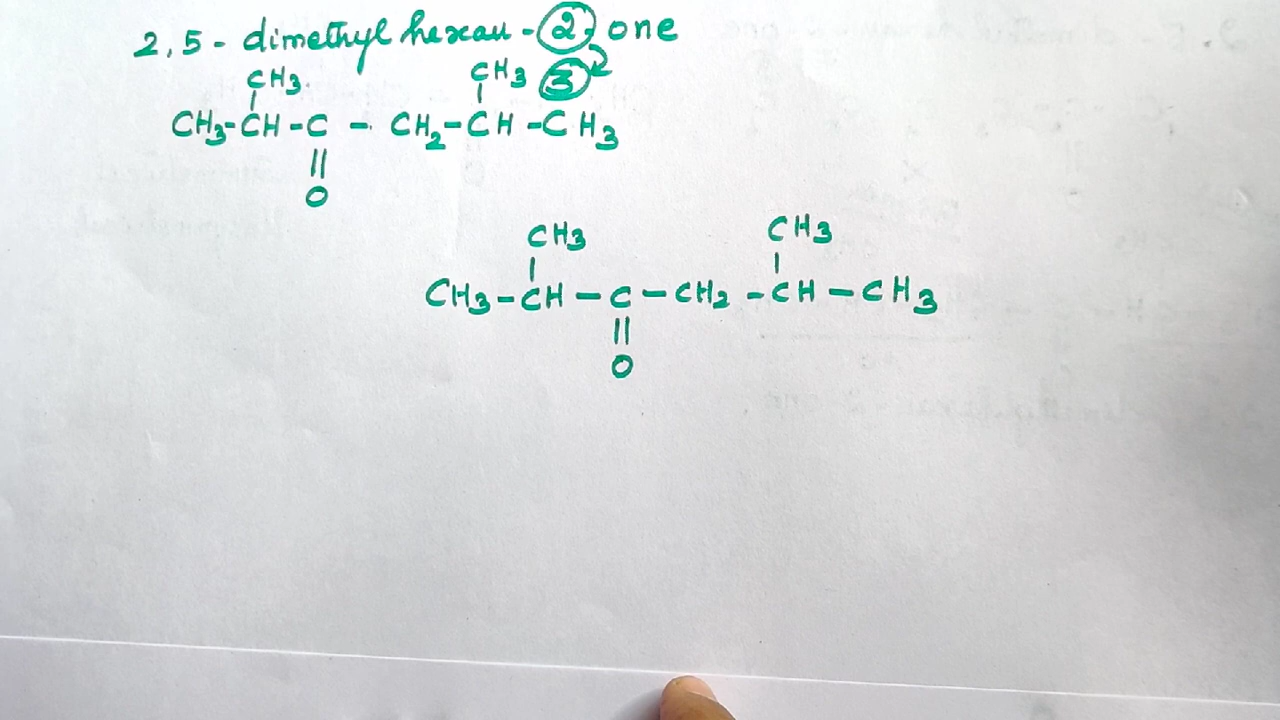 2,5 - dimethyl hexan - 2, one
CH3 CH3 3
CH3-CH-C - CH2-CH-CH3
||
O
CH3 CH3
CH3-CH-C-CH2-CH-CH3
||
O